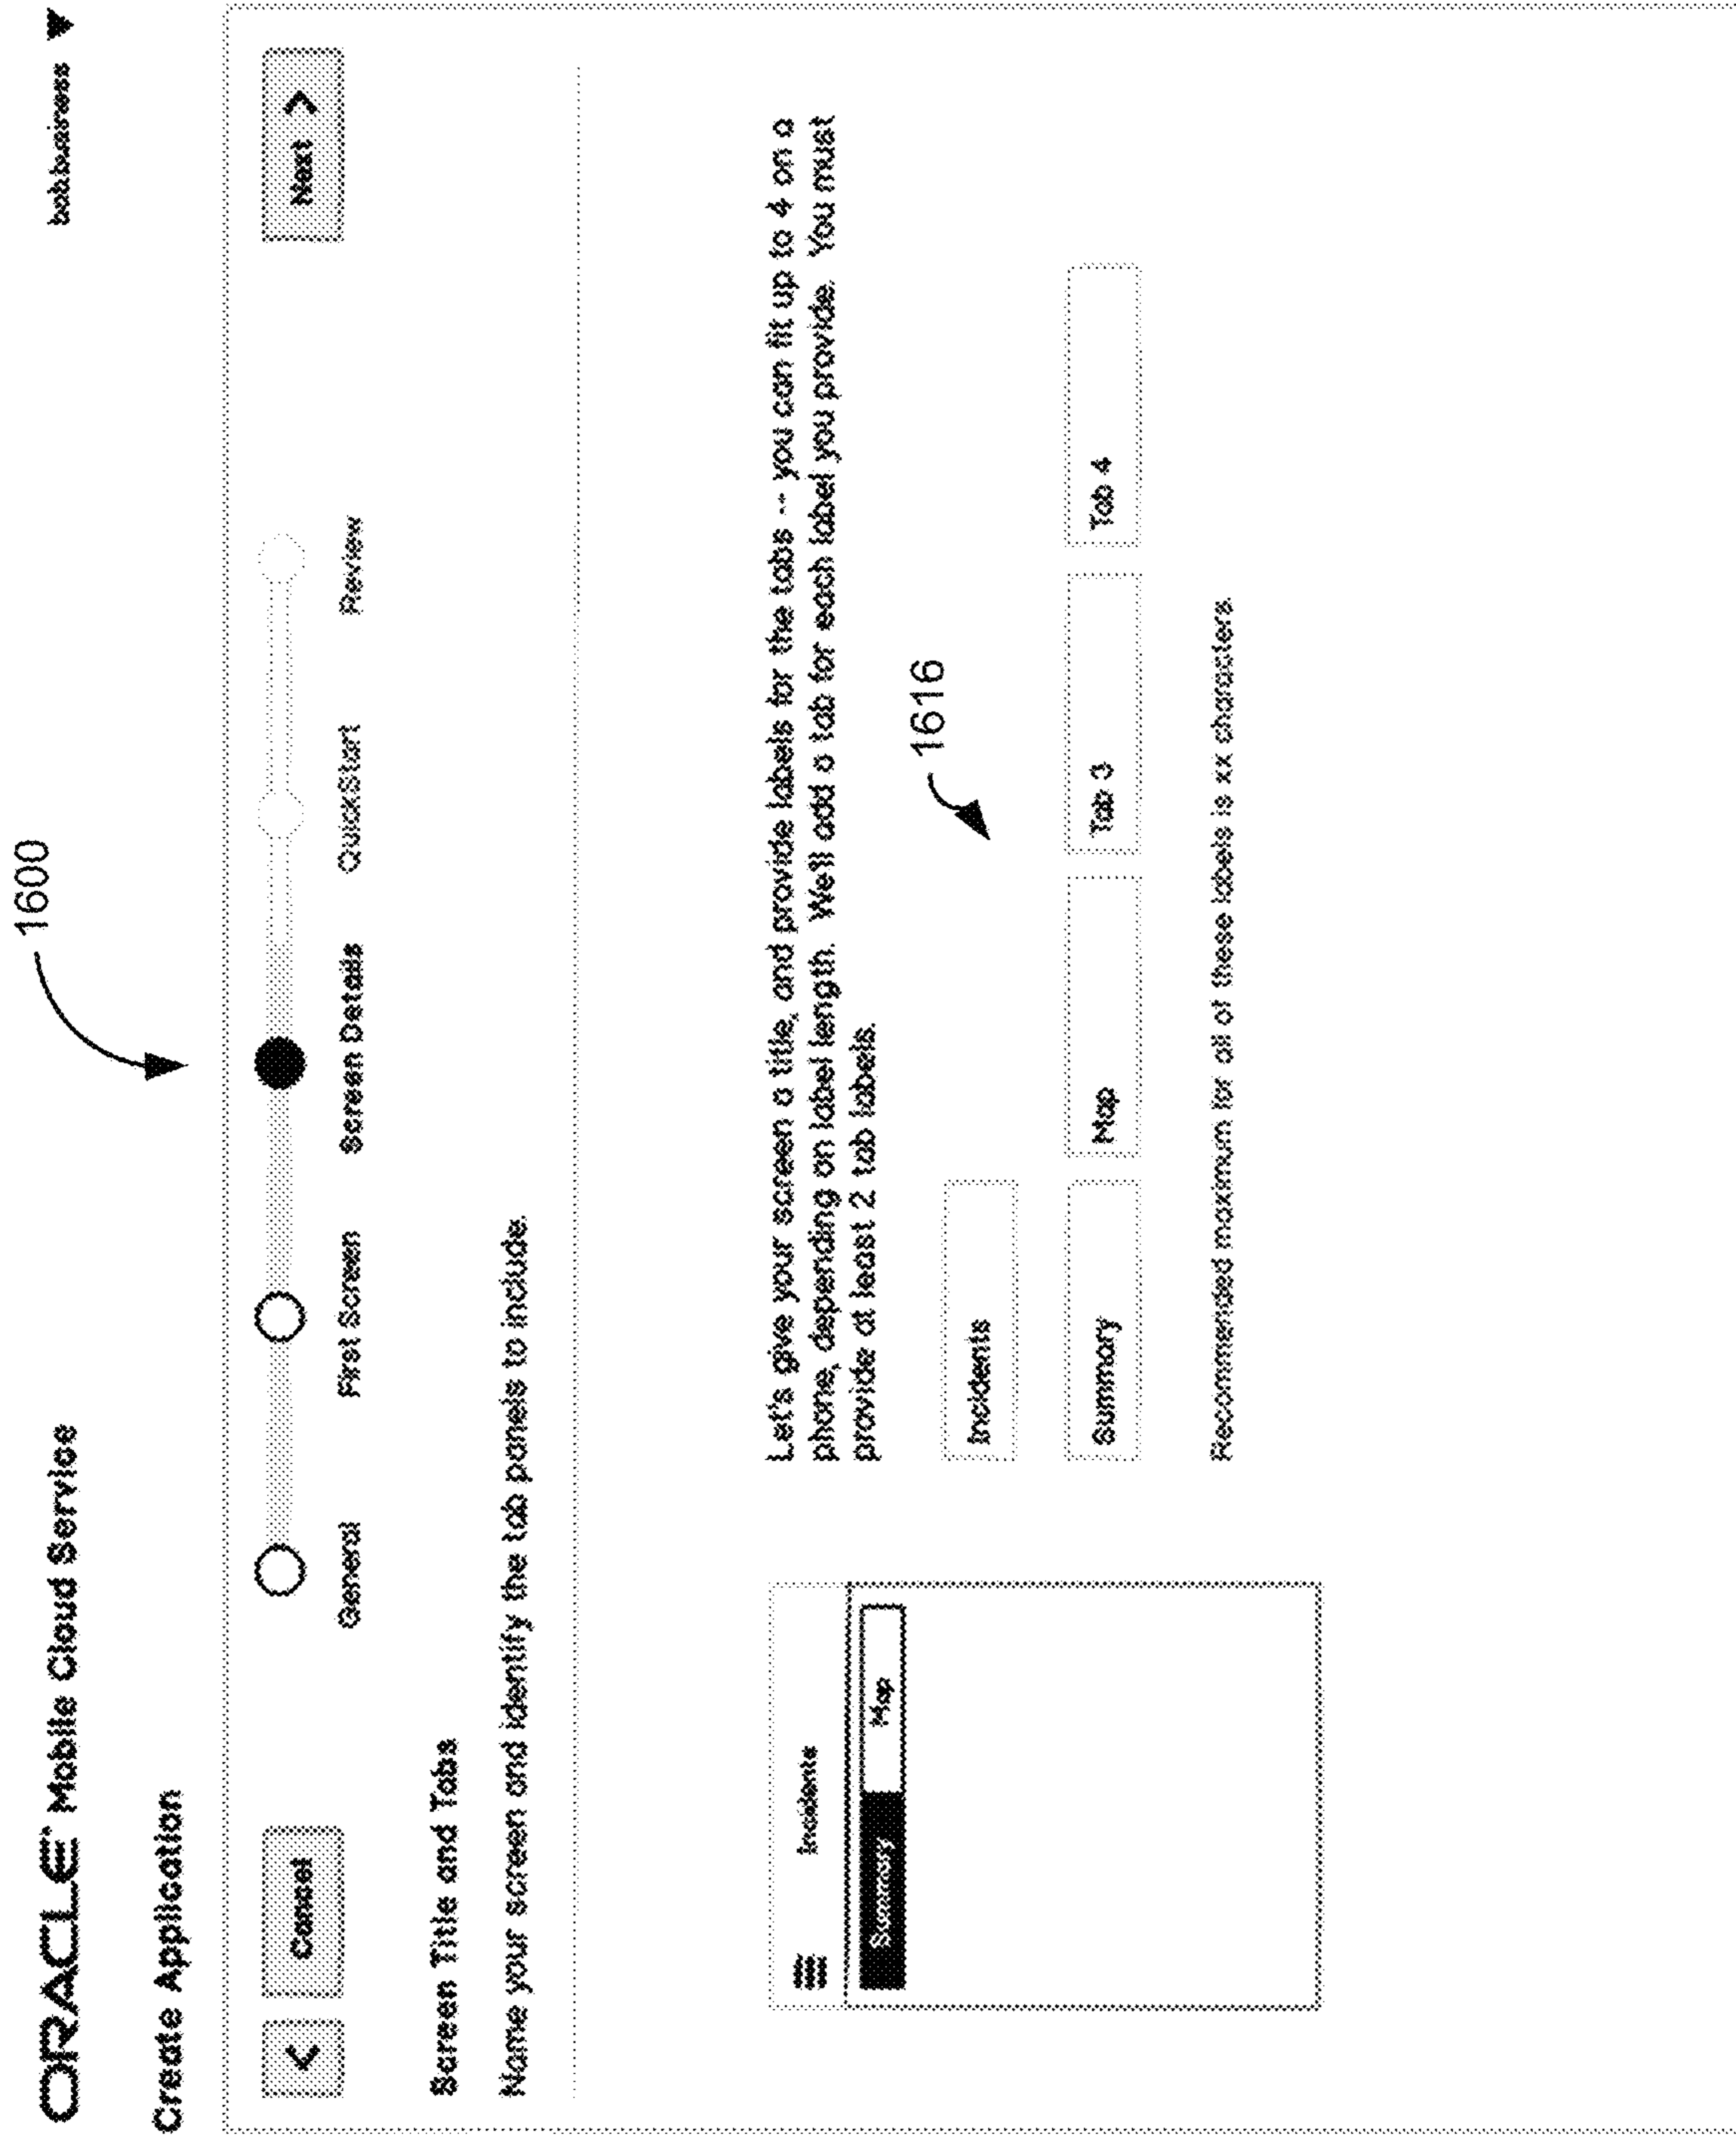 1600
ORACLE Mobile Cloud Service
bobbusiness
Create Application
Cancel
Next
General
First Screen
Screen Details
QuickStart
Review
Screen Title and Tabs
Name your screen and identify the tab panels to include.
Incidents
Summary
Map
Let's give your screen a title, and provide labels for the tabs -- you can fit up to 4 on a
phone, depending on label length. We'll add a tab for each label you provide. You must
provide at least 2 tab labels.
1616
Incidents
Summary
Map
Tab 3
Tab 4
Recommended maximum for all of these labels is xx characters.